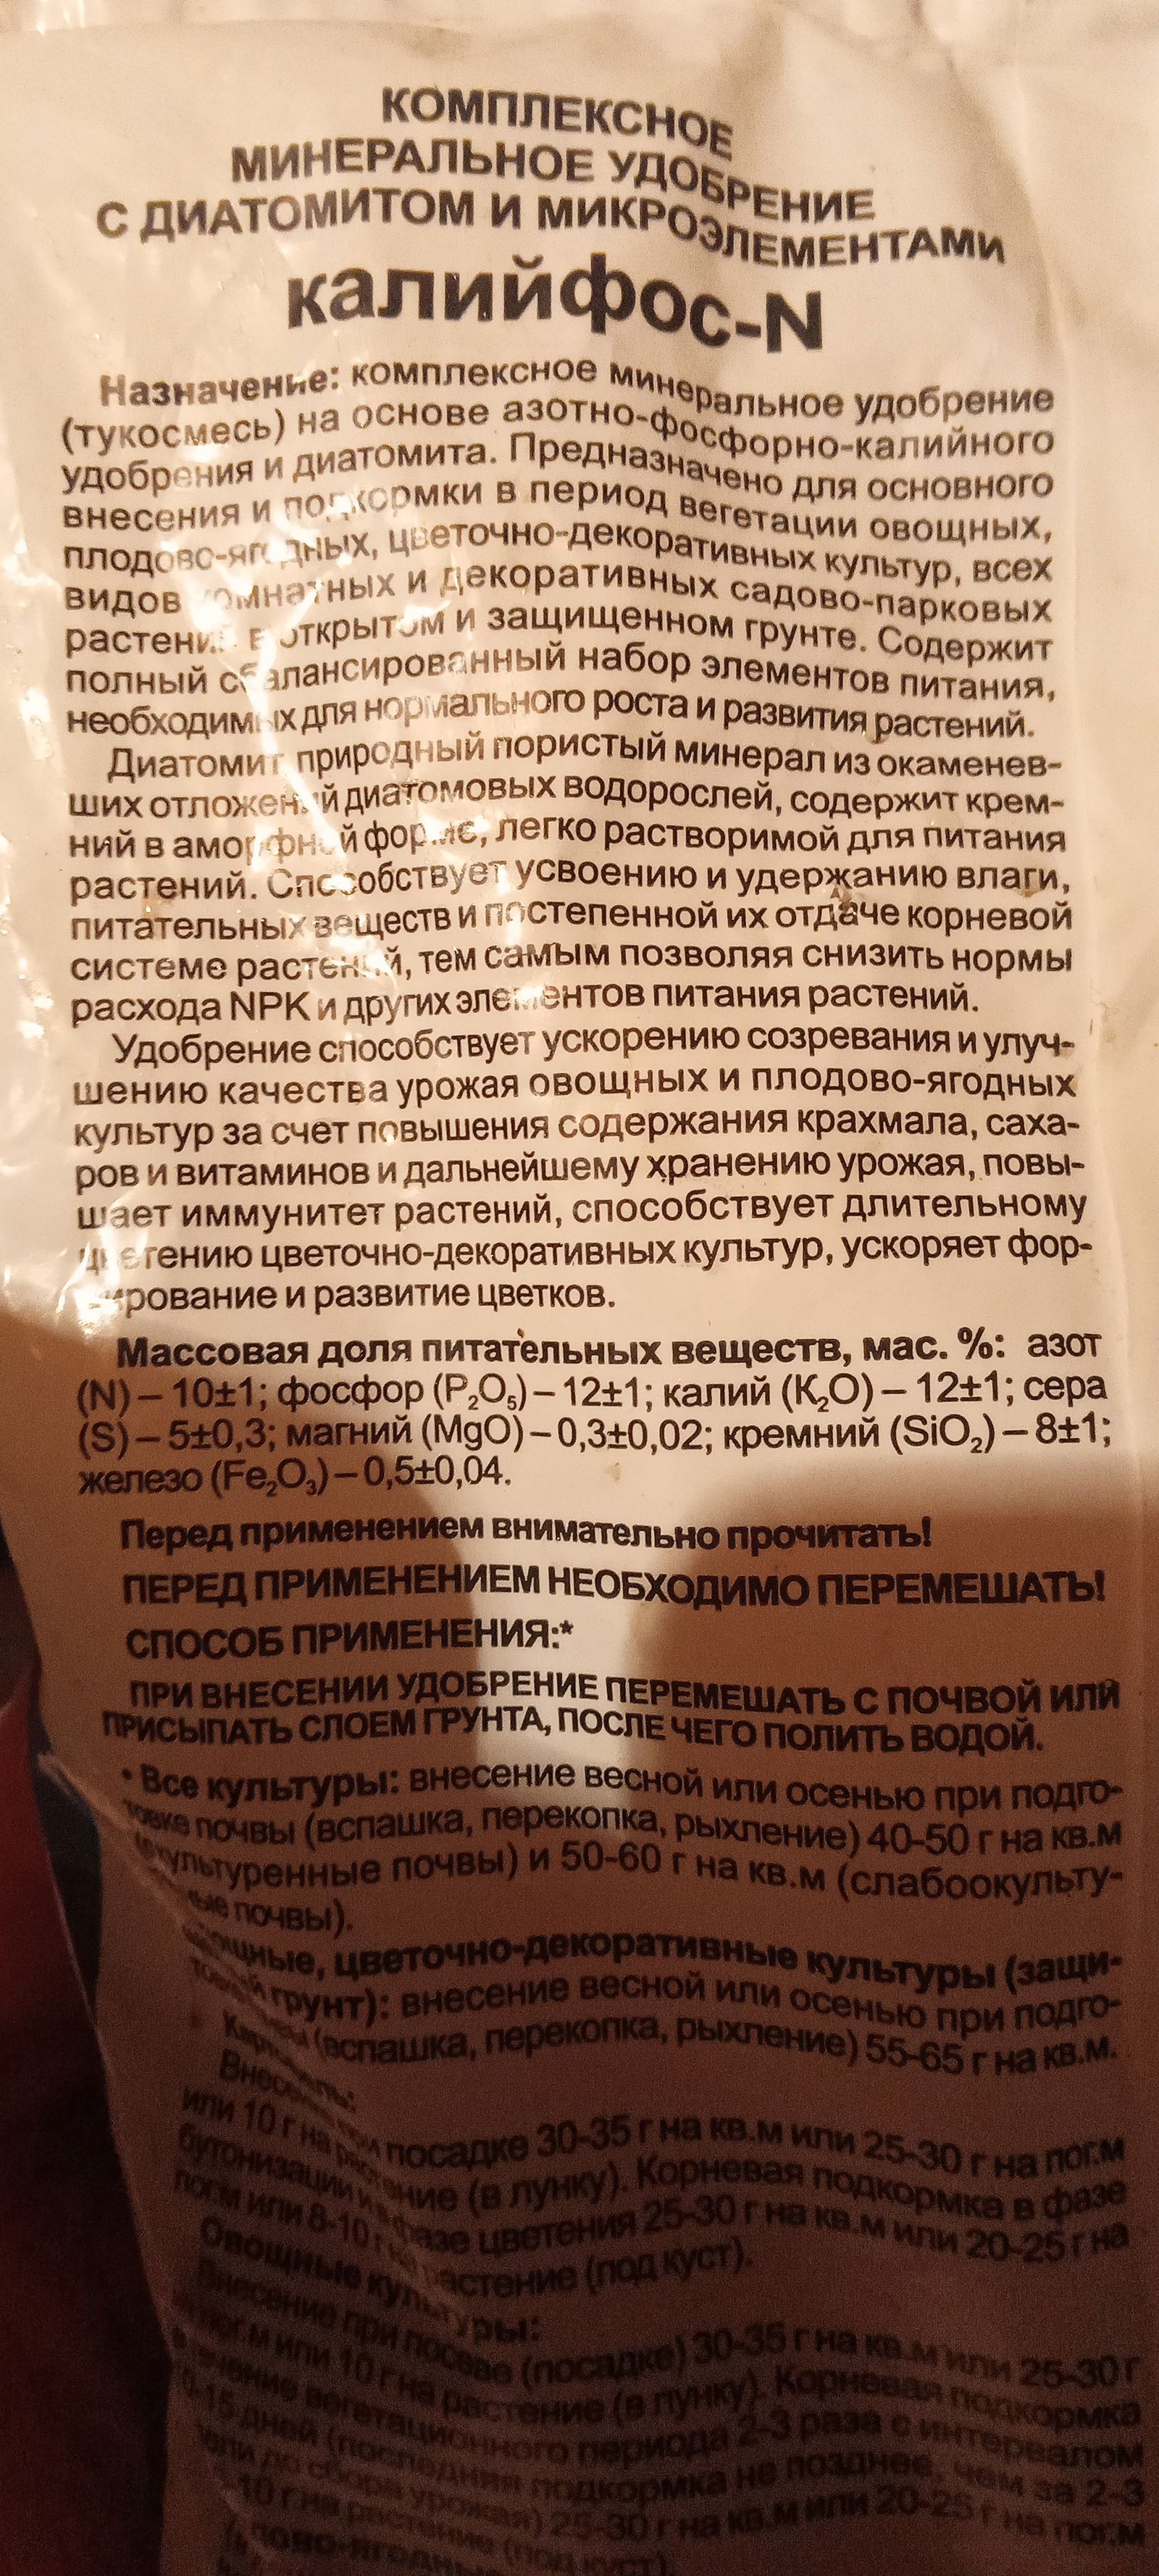 КОМПЛЕКСНОЕ
МИНЕРАЛЬНОЕ УДОБРЕНИЕ
С ДИАТОМИТОМ И МИКРОЭЛЕМЕНТАМИ
калийфос-N
Назначение: комплексное минеральное удобрение
(тукосмесь) на основе азотно-фосфорно-калийного
удобрения и диатомита. Предназначено для основного
внесения и подкормки в период вегетации овощных,
плодово-ягодных, цветочно-декоративных культур, всех
видов комнатных и декоративных садово-парковых
растений в открытом и защищенном грунте. Содержит
полный сбалансированный набор элементов питания,
необходимых для нормального роста и развития растений.
Диатомит природный пористый минерал из окаменев-
ших отложений диатомовых водорослей, содержит крем-
ний в аморфной форме, легко растворимой для питания
растений. Способствует усвоению и удержанию влаги,
питательных веществ и постепенной их отдаче корневой
системе растений, тем самым позволяя снизить нормы
расхода NPK и других элементов питания растений.
Удобрение способствует ускорению созревания и улуч-
шению качества урожая овощных и плодово-ягодных
культур за счет повышения содержания крахмала, саха-
ров и витаминов и дальнейшему хранению урожая, повы-
шает иммунитет растений, способствует длительному
цветению цветочно-декоративных культур, ускоряет фор-
мирование и развитие цветков.
Массовая доля питательных веществ, мас. %: азот
(N) – 10±1; фосфор (P₂O₅) – 12±1; калий (K₂O) – 12±1; сера
(S) – 5±0,3; магний (MgO) – 0,3±0,02; кремний (SiO₂) – 8±1;
железо (Fe₂O₃) – 0,5±0,04.
Перед применением внимательно прочитать!
ПЕРЕД ПРИМЕНЕНИЕМ НЕОБХОДИМО ПЕРЕМЕШАТЬ!
СПОСОБ ПРИМЕНЕНИЯ:*
ПРИ ВНЕСЕНИИ УДОБРЕНИЕ ПЕРЕМЕШАТЬ С ПОЧВОЙ ИЛИ
ПРИСЫПАТЬ СЛОЕМ ГРУНТА, ПОСЛЕ ЧЕГО ПОЛИТЬ ВОДОЙ.
• Все культуры: внесение весной или осенью при подго-
товке почвы (вспашка, перекопка, рыхление) 40-50 г на кв.м
(окультуренные почвы) и 50-60 г на кв.м (слабоокульту-
почвы).
цветочно-декоративные культуры (защи-
грунт): внесение весной или осенью при подго-
(вспашка, перекопка, рыхление) 55-65 г на кв.м.
Картофель:
Внесение при посадке 30-35 г на кв.м или 25-30 г на пог.м
или 10 г на растение (в лунку). Корневая подкормка в фазе
бутонизации и в фазе цветения 25-30 г на кв.м или 20-25 г на
пог.м или 8-10 г на растение (под куст).
Овощные культуры:
Внесение при посеве (посадке) 30-35 г на кв.м или 25-30 г
на пог.м или 10 г на растение (в лунку). Корневая подкормка
в течение вегетационного периода 2-3 раза с интервалом
дней (последняя подкормка не позднее, чем за 2-3
до сбора урожая) 25-30 г на кв.м или 20-25 г на пог.м
10 г на растение (под куст).